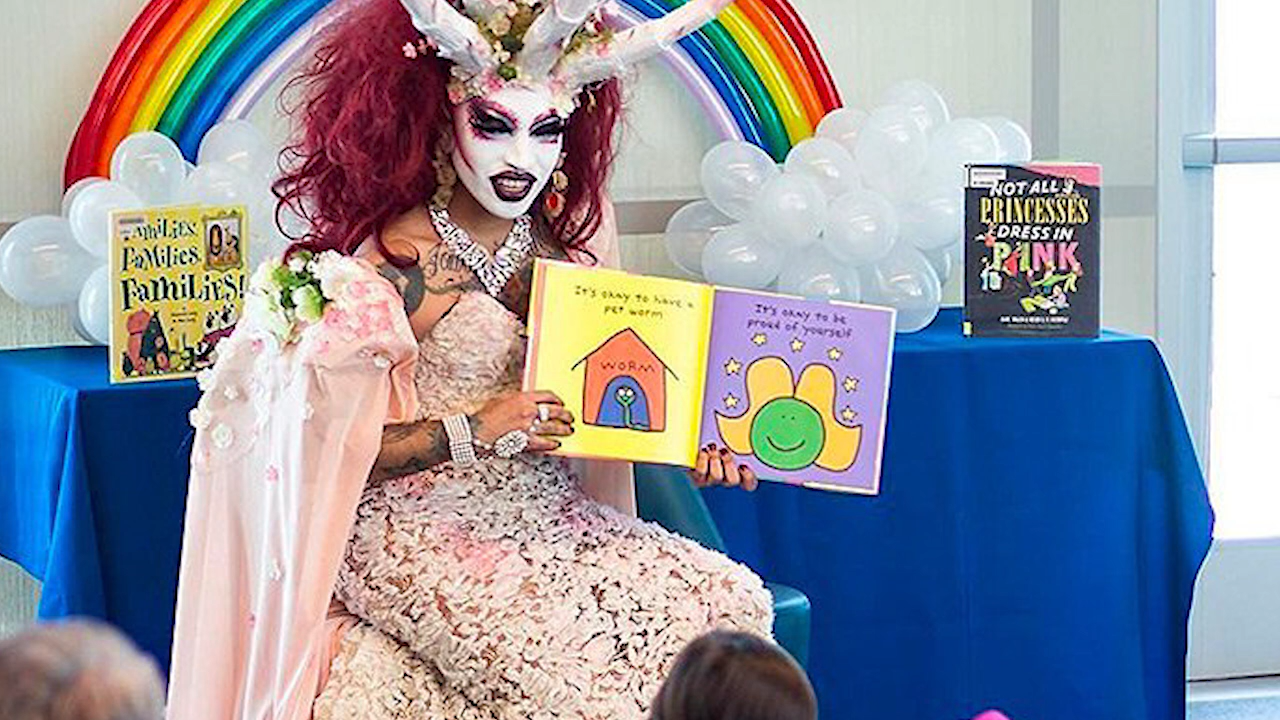 FAMiLiES,
FAMiLiES,
FAMiLiES!
It's okay to have a
pet worm
WORM
It's okay to be
proud of yourself
NOT ALL
PRINCESSES
DRESS IN
PINK